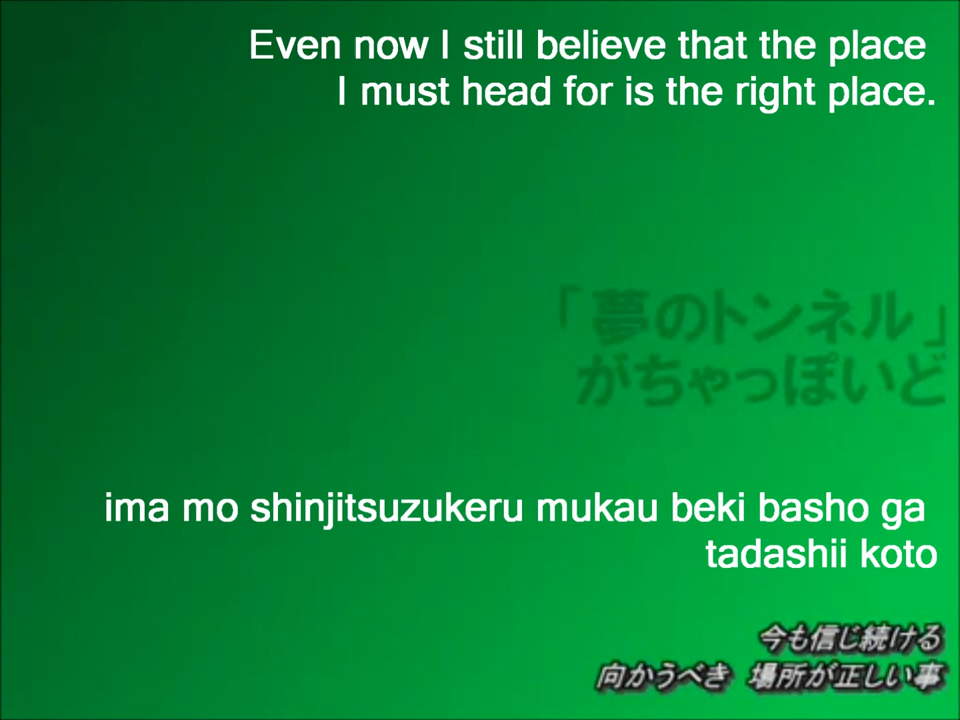 Even now I still believe that the place
I must head for is the right place.
「夢のトンネル」
がちゃっぽいど
ima mo shinjitsuzukeru mukau beki basho ga
tadashii koto
今も信じ続ける
向かうべき 場所が正しい事